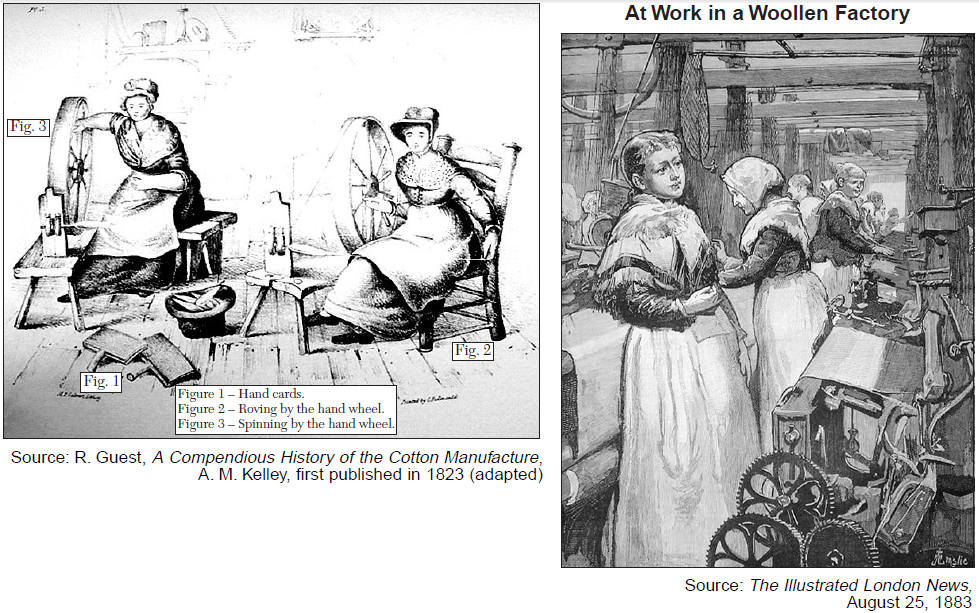 Fig. 3
Fig. 2
Fig. 1
Figure 1 – Hand cards.
Figure 2 – Roving by the hand wheel.
Figure 3 – Spinning by the hand wheel.
Source: R. Guest, A Compendious History of the Cotton Manufacture,
A. M. Kelley, first published in 1823 (adapted)
At Work in a Woollen Factory
Source: The Illustrated London News,
August 25, 1883